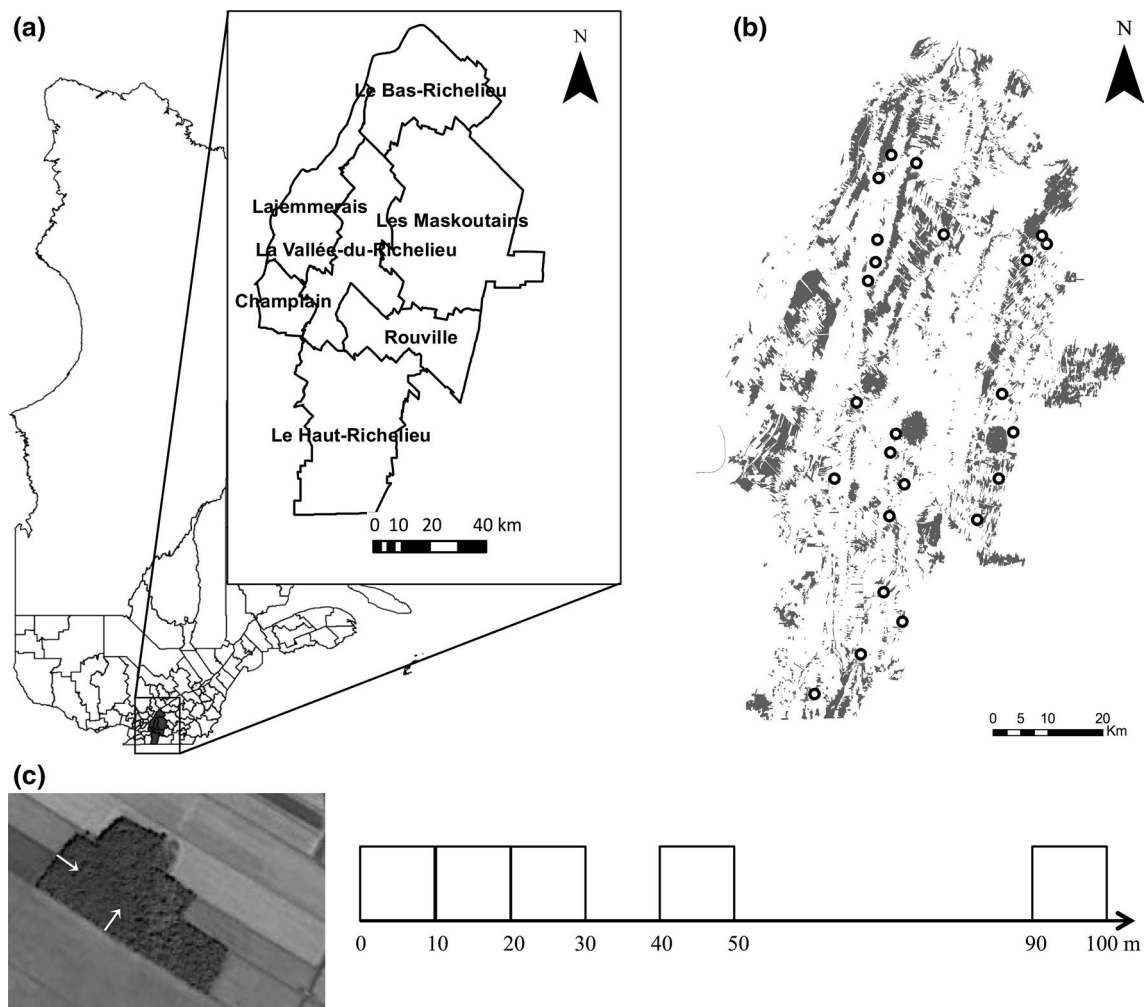 (a)
N
Le Bas-Richelieu
Lajemmerais
Les Maskoutains
La Vallée-du-Richelieu
Champlain
Rouville
Le Haut-Richelieu
0 10 20 40 km
(b)
N
0 5 10 20
Km
(c)
0 10 20 30 40 50 90 100 m